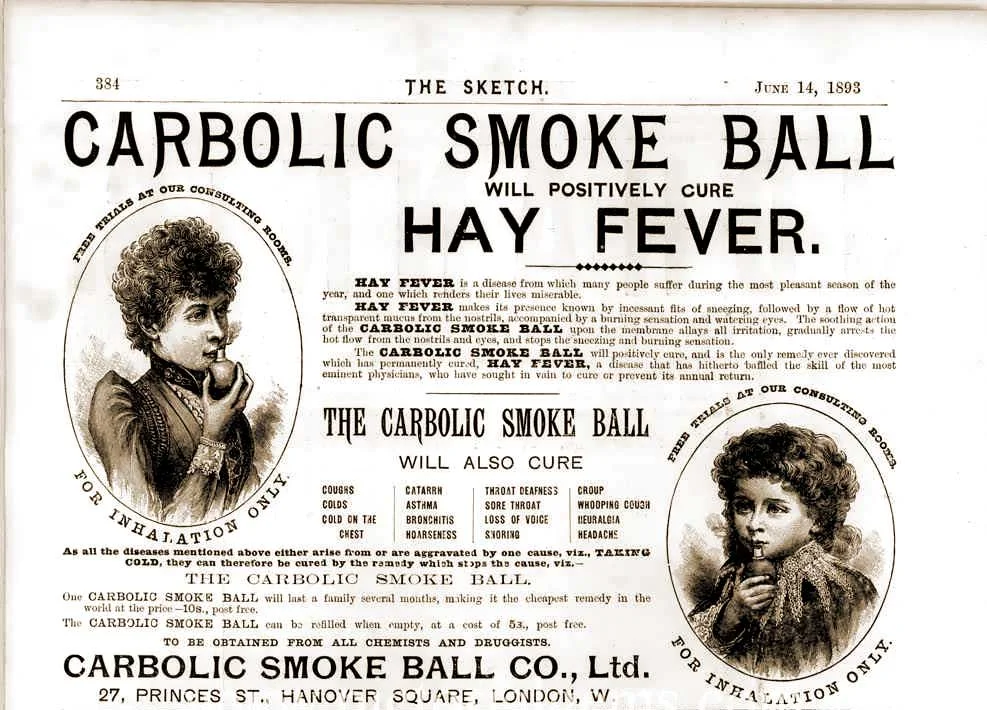 384
THE SKETCH.
JUNE 14, 1893
CARBOLIC SMOKE BALL
WILL POSITIVELY CURE
HAY FEVER.
FREE TRIALS AT OUR CONSULTING ROOMS.
FOR INHALATION ONLY.
HAY FEVER is a disease from which many people suffer during the most pleasant season of the
year, and one which renders their lives miserable.
HAY FEVER makes its presence known by incessant fits of sneezing, followed by a flow of hot
transparent mucus from the nostrils, accompanied by a burning sensation and watering eyes. The soothing action
of the CARBOLIC SMOKE BALL upon the membrane allays all irritation, gradually arrests the
hot flow from the nostrils and eyes, and stops the sneezing and burning sensation.
The CARBOLIC SMOKE BALL will positively cure, and is the only remedy ever discovered
which has permanently cured, HAY FEVER, a disease that has hitherto baffled the skill of the most
eminent physicians, who have sought in vain to cure or prevent its annual return.
THE CARBOLIC SMOKE BALL
WILL ALSO CURE
COUGHS
COLDS
COLD ON THE
CHEST
CATARRH
ASTHMA
BRONCHITIS
HOARSENESS
THROAT DEAFNESS
SORE THROAT
LOSS OF VOICE
SNORING
CROUP
WHOOPING COUGH
NEURALGIA
HEADACHE
FREE TRIALS AT OUR CONSULTING ROOMS.
FOR INHALATION ONLY.
As all the diseases mentioned above either arise from or are aggravated by one cause, viz., TAKING
COLD, they can therefore be cured by the remedy which stops the cause, viz.—
THE CARBOLIC SMOKE BALL.
One CARBOLIC SMOKE BALL will last a family several months, making it the cheapest remedy in the
world at the price—10s., post free.
The CARBOLIC SMOKE BALL can be refilled when empty, at a cost of 5s., post free.
TO BE OBTAINED FROM ALL CHEMISTS AND DRUGGISTS.
CARBOLIC SMOKE BALL CO., Ltd.
27, PRINCES ST., HANOVER SQUARE, LONDON, W.